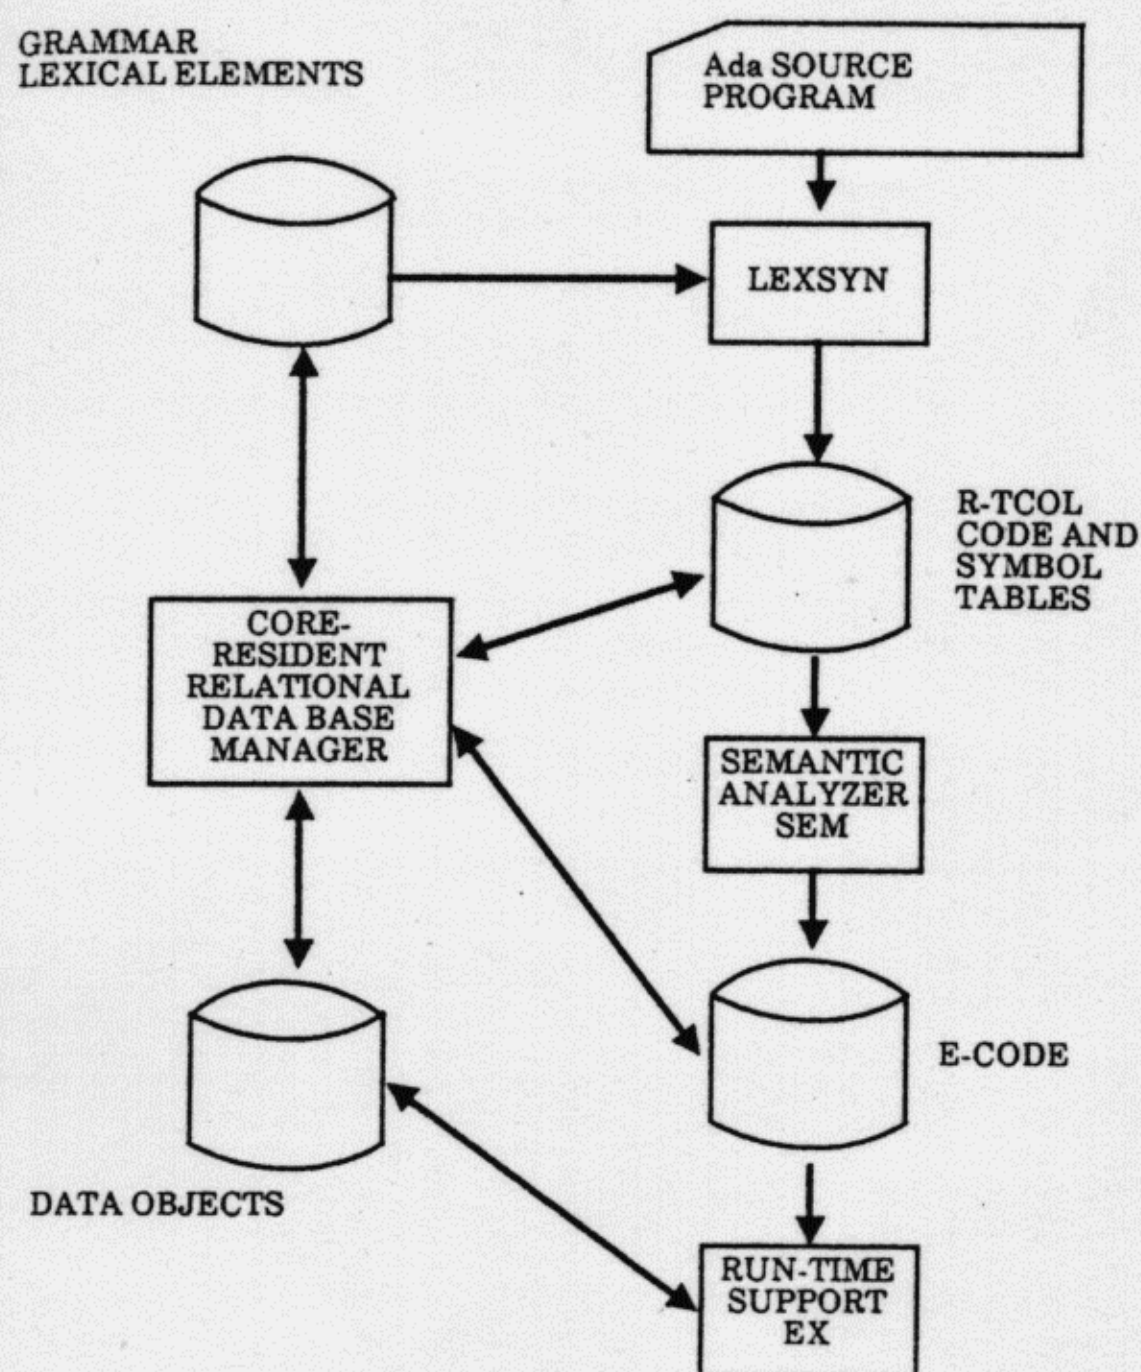 GRAMMAR
LEXICAL ELEMENTS
Ada SOURCE
PROGRAM
LEXSYN
R-TCOL
CODE AND
SYMBOL
TABLES
CORE-
RESIDENT
RELATIONAL
DATA BASE
MANAGER
SEMANTIC
ANALYZER
SEM
E-CODE
DATA OBJECTS
RUN-TIME
SUPPORT
EX